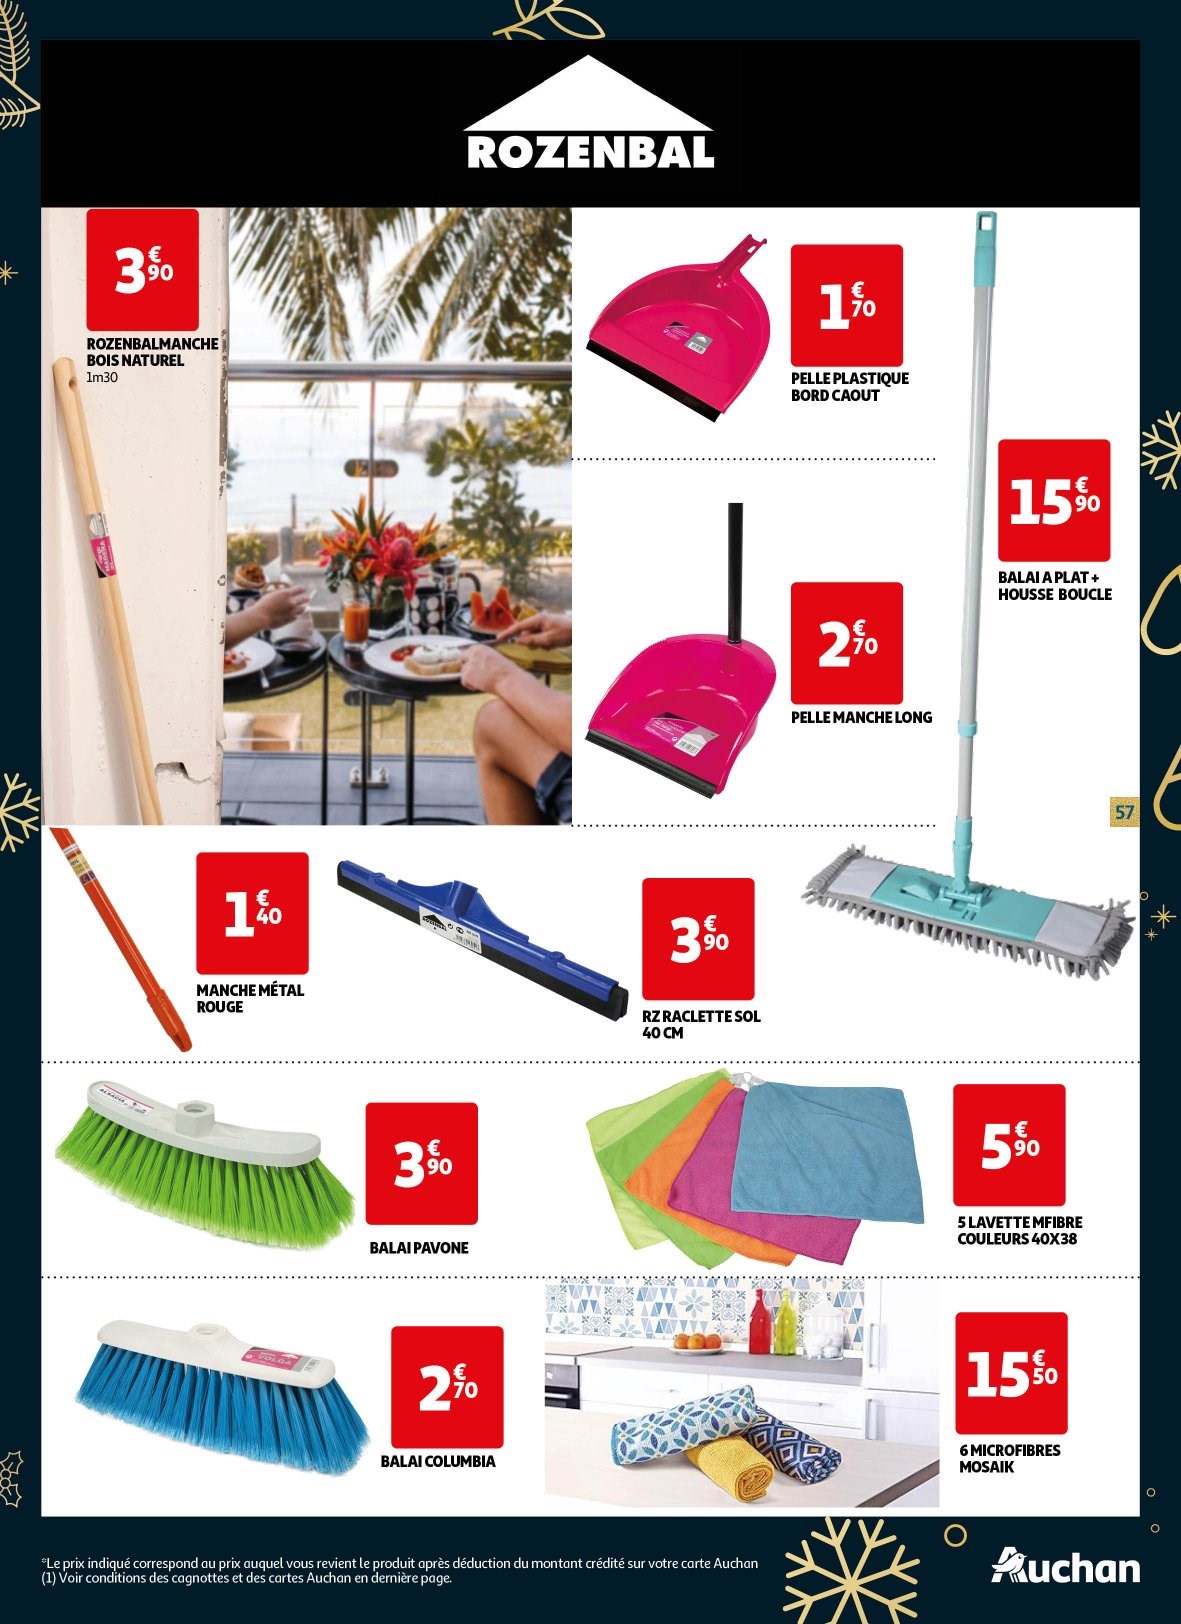 ROZENBAL
3€90
ROZENBALMANCHE
BOIS NATUREL
1m30
1€70
PELLE PLASTIQUE
BORD CAOUT
15€90
BALAI A PLAT +
HOUSSE BOUCLE
2€70
PELLE MANCHE LONG
57
1€40
MANCHE MÉTAL
ROUGE
3€90
RZ RACLETTE SOL
40 CM
3€90
BALAI PAVONE
5€90
5 LAVETTE MFIBRE
COULEURS 40X38
VOLGA
2€70
BALAI COLUMBIA
15€50
6 MICROFIBRES
MOSAIK
*Le prix indiqué correspond au prix auquel vous revient le produit après déduction du montant crédité sur votre carte Auchan
(1) Voir conditions des cagnottes et des cartes Auchan en dernière page.
Auchan